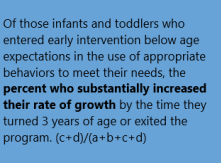 Of those infants and toddlers who
entered early intervention below age
expectations in the use of appropriate
behaviors to meet their needs, the
percent who substantially increased
their rate of growth by the time they
turned 3 years of age or exited the
program. (c+d)/(a+b+c+d)